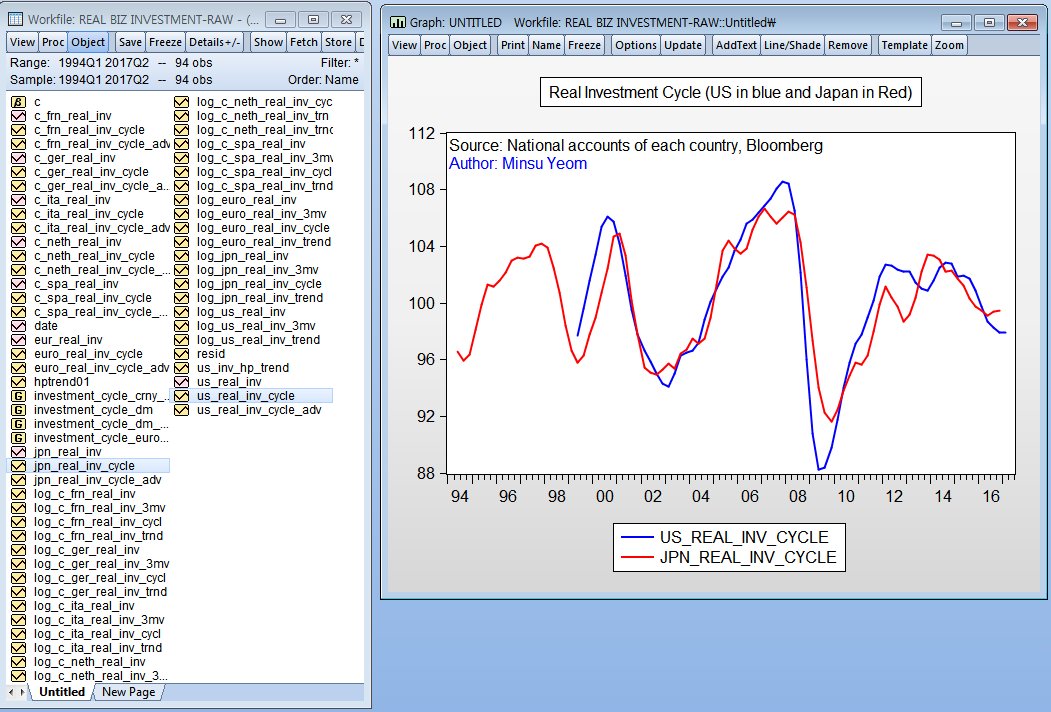 Workfile: REAL BIZ INVESTMENT-RAW - (...
View Proc Object Save Freeze Details+/- Show Fetch Store D
Range: 1994Q1 2017Q2 -- 94 obs Filter: *
Sample: 1994Q1 2017Q2 -- 94 obs Order: Name
c
c_frn_real_inv
c_frn_real_inv_cycle
c_frn_real_inv_cycle_adv
c_ger_real_inv
c_ger_real_inv_cycle
c_ger_real_inv_cycle_a...
c_ita_real_inv
c_ita_real_inv_cycle
c_ita_real_inv_cycle_adv
c_neth_real_inv
c_neth_real_inv_cycle
c_neth_real_inv_cycle_...
c_spa_real_inv
c_spa_real_inv_cycle
c_spa_real_inv_cycle_...
date
eur_real_inv
euro_real_inv_cycle
euro_real_inv_cycle_adv
hptrend01
investment_cycle_crny_...
investment_cycle_dm
investment_cycle_dm_...
investment_cycle_euro...
jpn_real_inv
jpn_real_inv_cycle
jpn_real_inv_cycle_adv
log_c_frn_real_inv
log_c_frn_real_inv_3mv
log_c_frn_real_inv_cycl
log_c_frn_real_inv_trnd
log_c_ger_real_inv
log_c_ger_real_inv_3mv
log_c_ger_real_inv_cycl
log_c_ger_real_inv_trnd
log_c_ita_real_inv
log_c_ita_real_inv_3mv
log_c_ita_real_inv_cycl
log_c_ita_real_inv_trnd
log_c_neth_real_inv
log_c_neth_real_inv_3...
log_c_neth_real_inv_cyc
log_c_neth_real_inv_trn
log_c_neth_real_inv_trnd
log_c_spa_real_inv
log_c_spa_real_inv_3mv
log_c_spa_real_inv_cycl
log_c_spa_real_inv_trnd
log_euro_real_inv
log_euro_real_inv_3mv
log_euro_real_inv_cycle
log_euro_real_inv_trend
log_jpn_real_inv
log_jpn_real_inv_3mv
log_jpn_real_inv_cycle
log_jpn_real_inv_trend
log_us_real_inv
log_us_real_inv_3mv
log_us_real_inv_trend
resid
us_inv_hp_trend
us_real_inv
us_real_inv_cycle
us_real_inv_cycle_adv
Untitled New Page
Graph: UNTITLED Workfile: REAL BIZ INVESTMENT-RAW::Untitled\
View Proc Object Print Name Freeze Options Update AddText Line/Shade Remove Template Zoom
Real Investment Cycle (US in blue and Japan in Red)
Source: National accounts of each country, Bloomberg
Author: Minsu Yeom
112
108
104
100
96
92
88
94 96 98 00 02 04 06 08 10 12 14 16
US_REAL_INV_CYCLE
JPN_REAL_INV_CYCLE